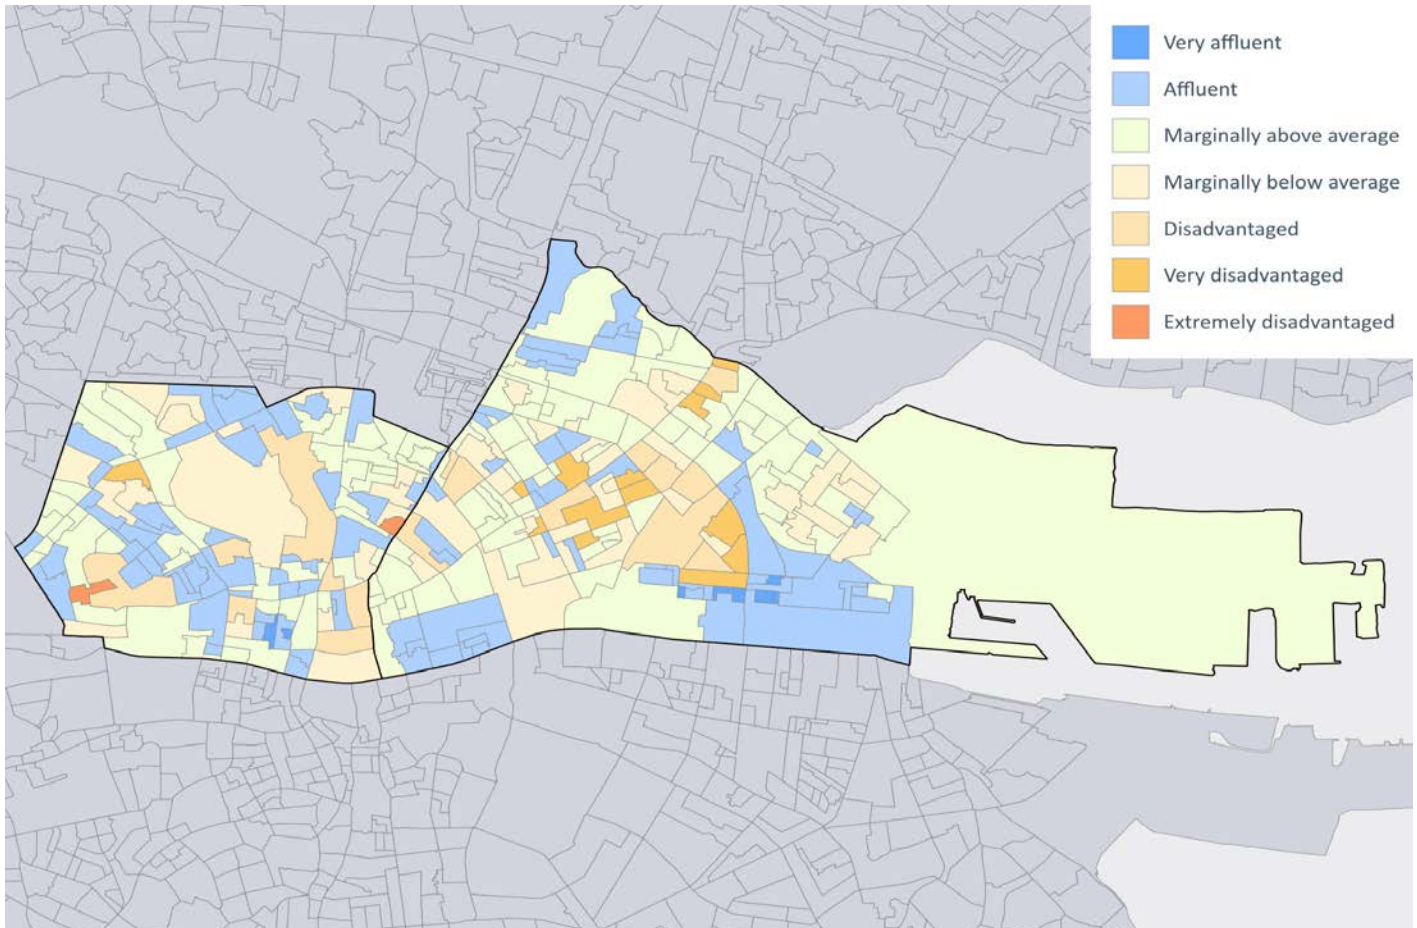 Very affluent
Affluent
Marginally above average
Marginally below average
Disadvantaged
Very disadvantaged
Extremely disadvantaged